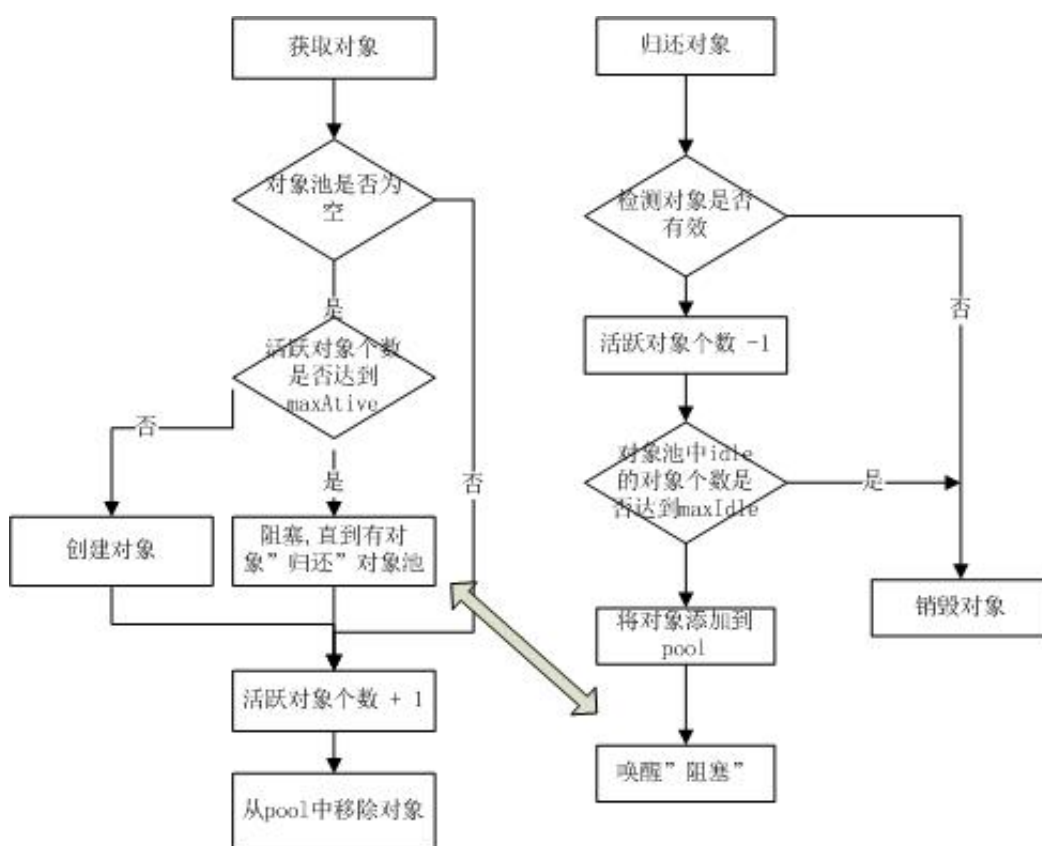 获取对象
对象池是否为
空
是
活跃对象个数
是否达到
maxAtive
否
是
否
创建对象
阻塞,直到有对
象”归还”对象池
活跃对象个数 + 1
从pool中移除对象
归还对象
检测对象是否
有效
否
活跃对象个数 -1
对象池中idle
的对象个数是
否达到maxIdle
是
销毁对象
将对象添加到
pool
唤醒”阻塞”